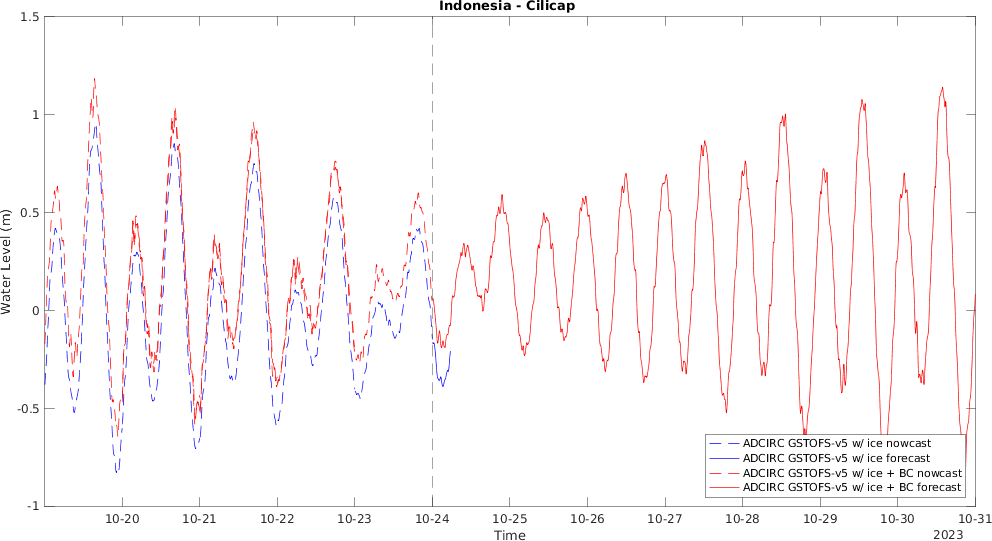 Indonesia - Cilicap
1.5
1
0.5
0
-0.5
-1
Water Level (m)
ADCIRC GSTOFS-v5 w/ ice nowcast
ADCIRC GSTOFS-v5 w/ ice forecast
ADCIRC GSTOFS-v5 w/ ice + BC nowcast
ADCIRC GSTOFS-v5 w/ ice + BC forecast
10-20 10-21 10-22 10-23 10-24 10-25 10-26 10-27 10-28 10-29 10-30 10-31
Time
2023